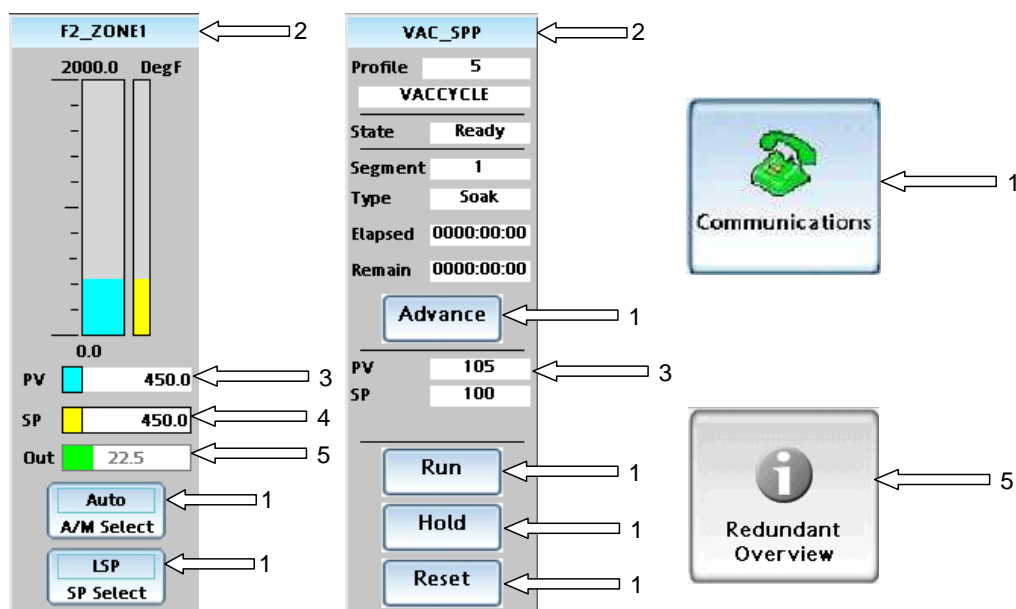 F2_ZONE1
2
2000.0 DegF
0.0
PV 450.0
3
SP 450.0
4
Out 22.5
5
Auto
A/M Select
1
LSP
SP Select
1
VAC_SPP
2
Profile 5
VACCYCLE
State Ready
Segment 1
Type Soak
Elapsed 0000:00:00
Remain 0000:00:00
Advance
1
PV 105
3
SP 100
Run
1
Hold
1
Reset
1
Communications
1
Redundant
Overview
5